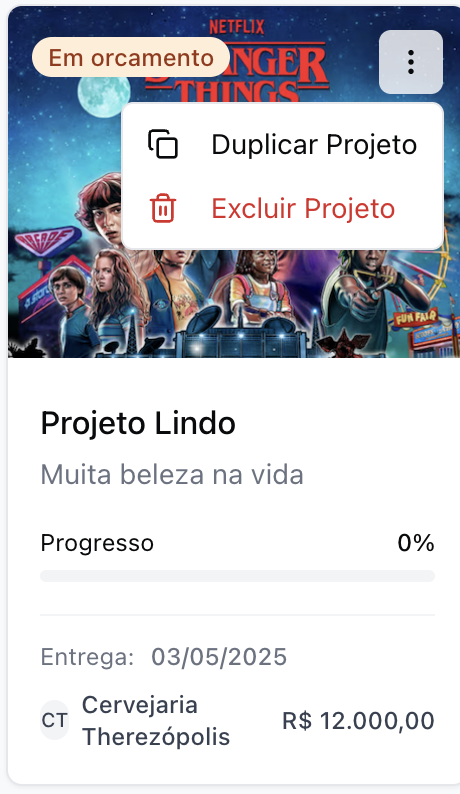 NETFLIX
Em orcamento
STRANGER
THINGS
Duplicar Projeto
Excluir Projeto
ARCADE
FUN FAIR
Projeto Lindo
Muita beleza na vida
Progresso 0%
Entrega: 03/05/2025
CT Cervejaria
Therezópolis
R$ 12.000,00